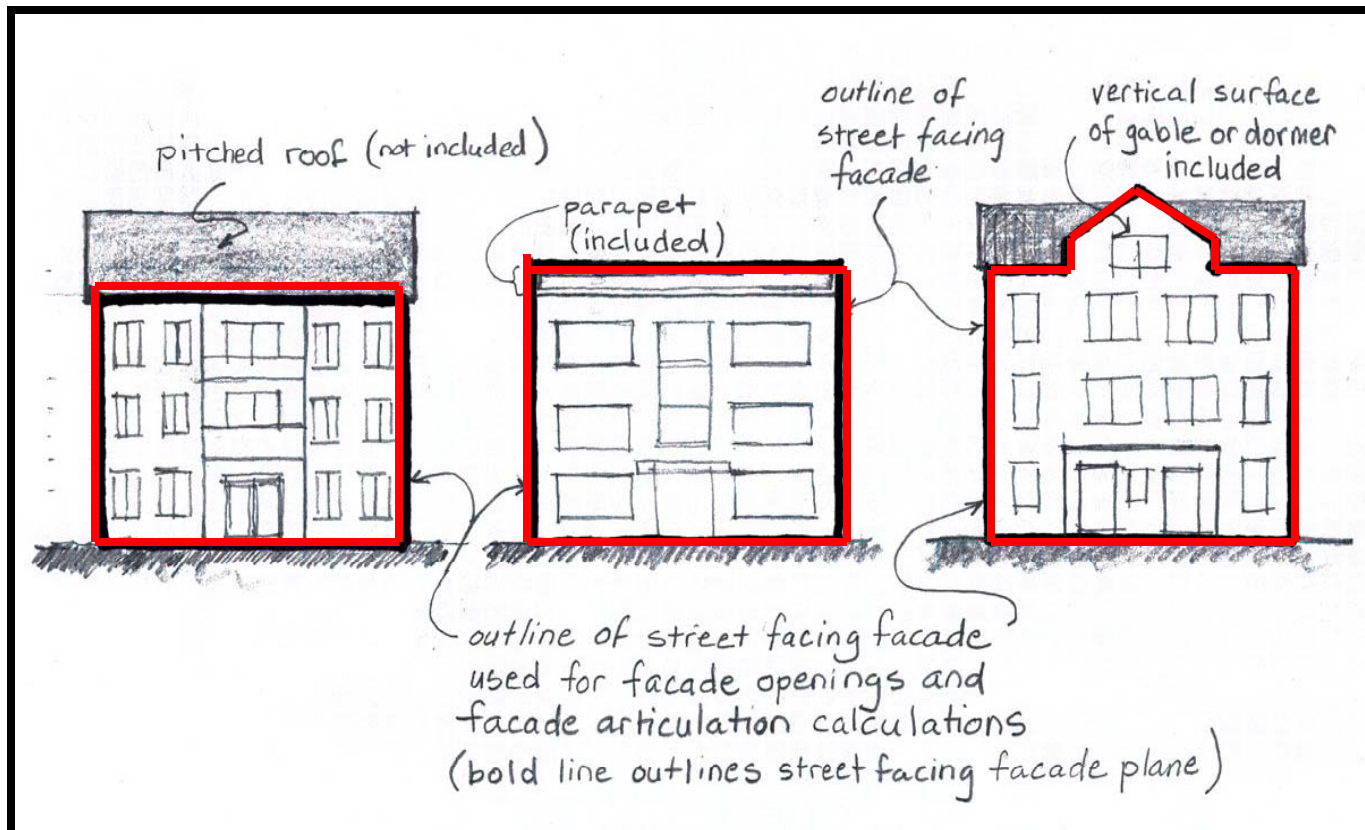 pitched roof (not included)
parapet
(included)
outline of
street facing
facade
vertical surface
of gable or dormer
included
outline of street facing facade
used for facade openings and
facade articulation calculations
(bold line outlines street facing facade plane)